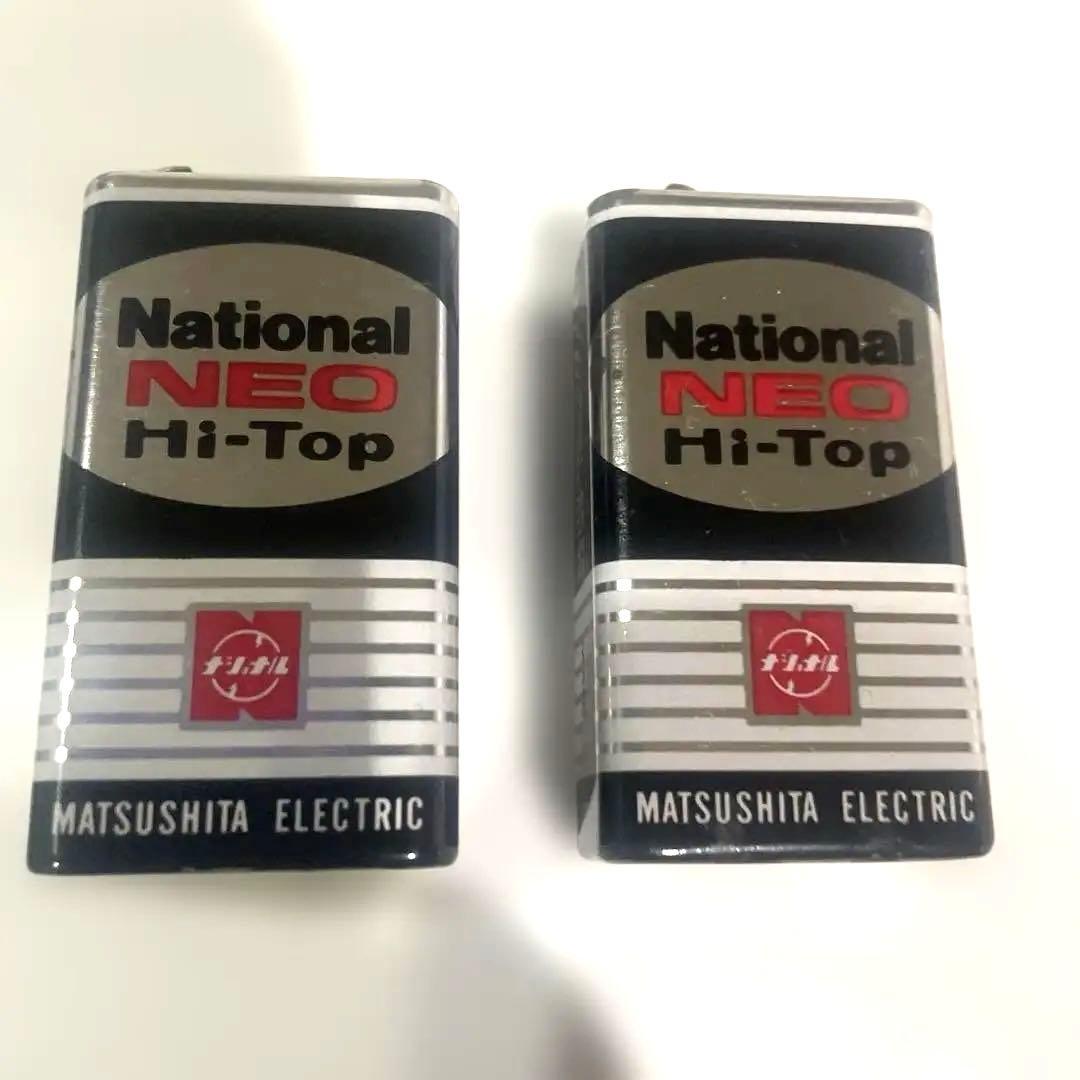 National
NEO
Hi-Top
ナショナル
MATSUSHITA ELECTRIC
National
NEO
Hi-Top
ナショナル
MATSUSHITA ELECTRIC